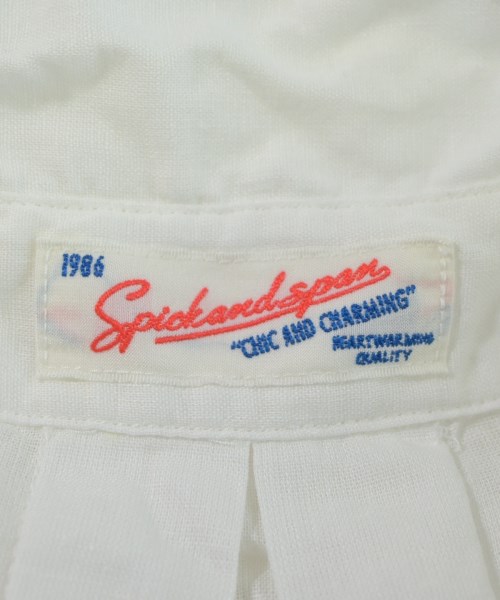 1986
Spickandspan
"CHIC AND CHARMING"
HEARTWARMING
QUALITY